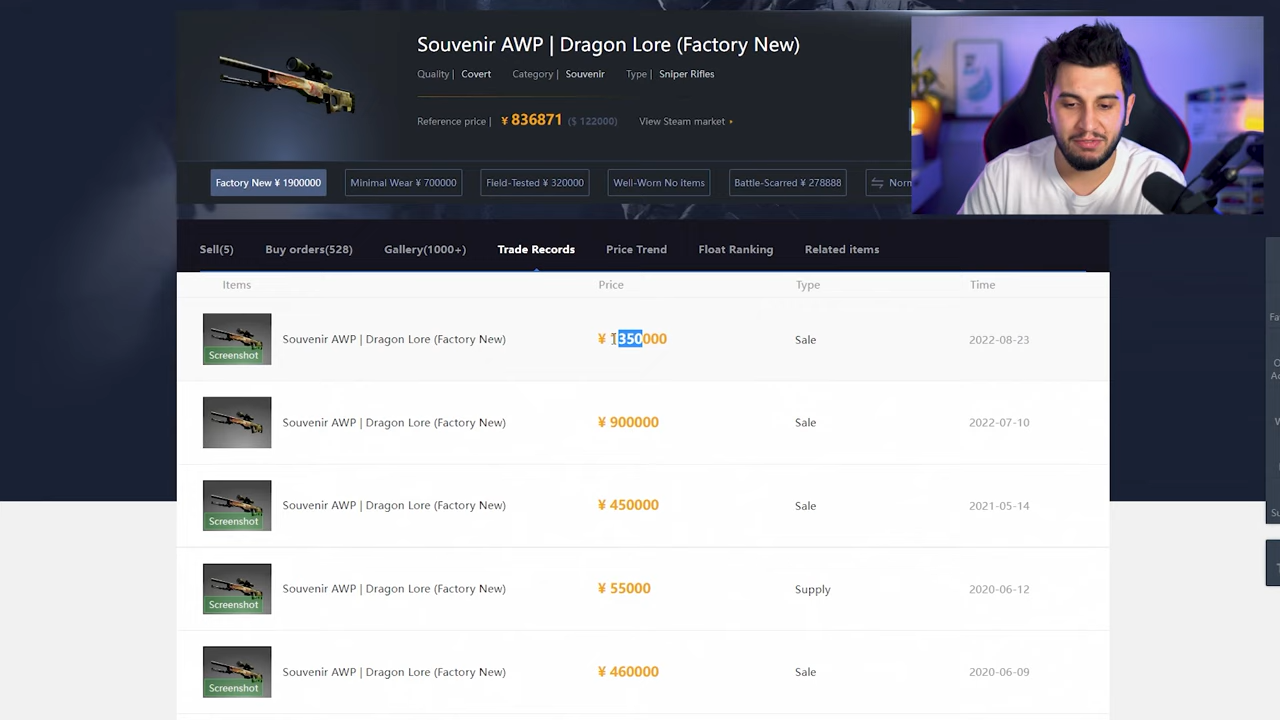 Souvenir AWP | Dragon Lore (Factory New)
Quality | Covert Category | Souvenir Type | Sniper Rifles
Reference price | ¥ 836871 ($ 122000) View Steam market
Factory New ¥ 1900000 Minimal Wear ¥ 700000 Field-Tested ¥ 320000 Well-Worn No Items Battle-Scarred ¥ 278888
Sell(5) Buy orders(528) Gallery(1000+) Trade Records Price Trend Float Ranking Related items
Items Price Type Time
Souvenir AWP | Dragon Lore (Factory New) ¥ 1350000 Sale 2022-08-23
Screenshot
Souvenir AWP | Dragon Lore (Factory New) ¥ 900000 Sale 2022-07-10
Souvenir AWP | Dragon Lore (Factory New) ¥ 450000 Sale 2021-05-14
Screenshot
Souvenir AWP | Dragon Lore (Factory New) ¥ 55000 Supply 2020-06-12
Screenshot
Souvenir AWP | Dragon Lore (Factory New) ¥ 460000 Sale 2020-06-09
Screenshot